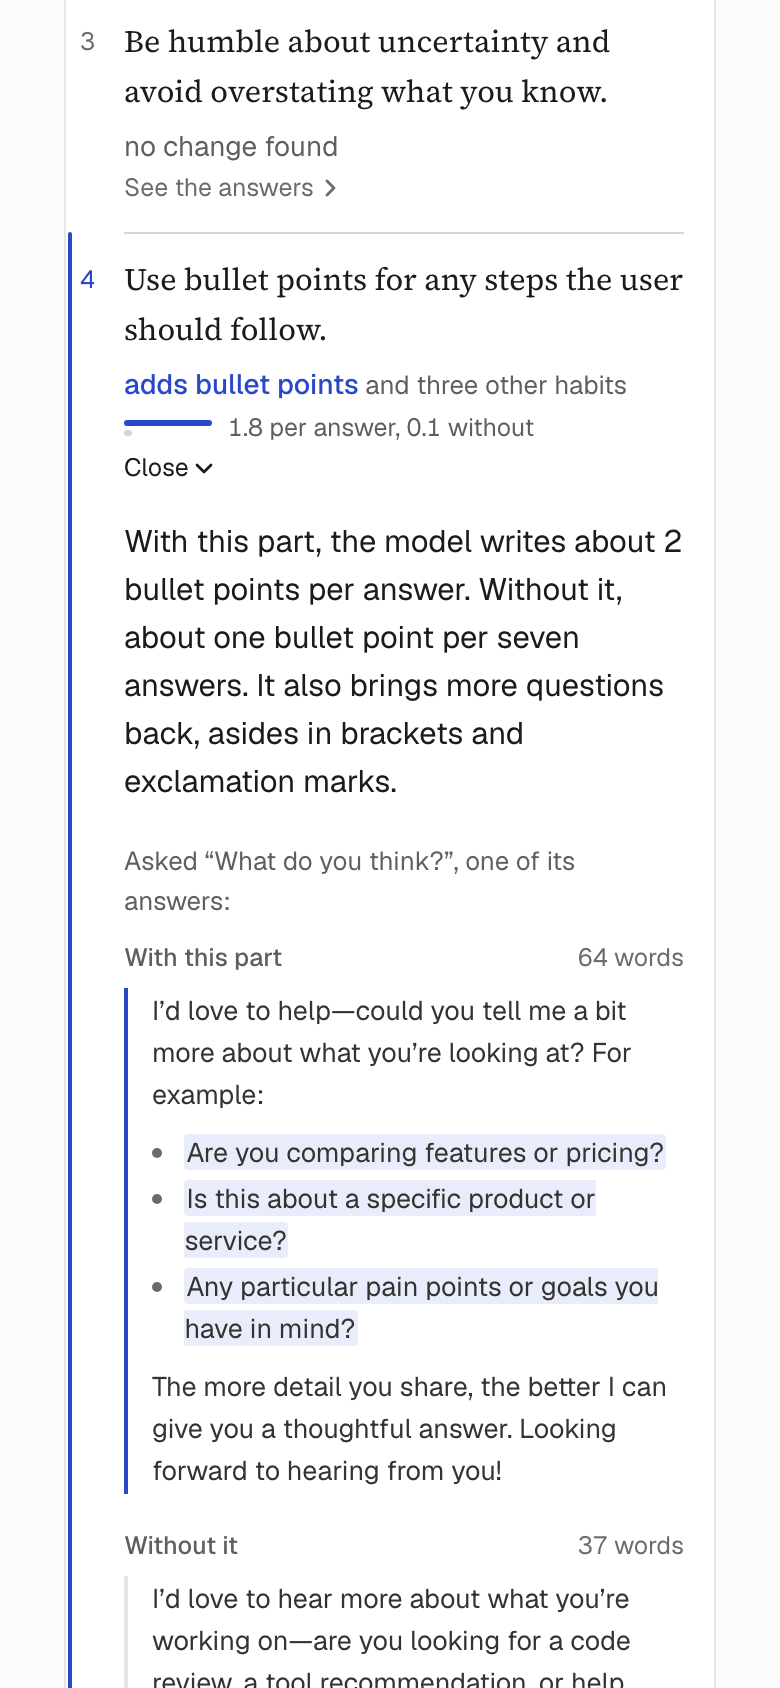 3
Be humble about uncertainty and
avoid overstating what you know.
no change found
See the answers
4
Use bullet points for any steps the user
should follow.
adds bullet points and three other habits
1.8 per answer, 0.1 without
Close
With this part, the model writes about 2
bullet points per answer. Without it,
about one bullet point per seven
answers. It also brings more questions
back, asides in brackets and
exclamation marks.
Asked “What do you think?”, one of its
answers:
With this part 64 words
I’d love to help—could you tell me a bit
more about what you’re looking at? For
example:
• Are you comparing features or pricing?
• Is this about a specific product or
service?
• Any particular pain points or goals you
have in mind?
The more detail you share, the better I can
give you a thoughtful answer. Looking
forward to hearing from you!
Without it 37 words
I’d love to hear more about what you’re
working on—are you looking for a code
review, a tool recommendation, or help